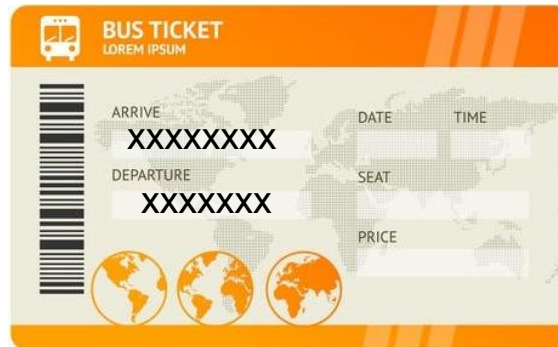 BUS TICKET
LOREM IPSUM
ARRIVE
XXXXXXXX
DEPARTURE
XXXXXXX
DATE TIME
SEAT
PRICE